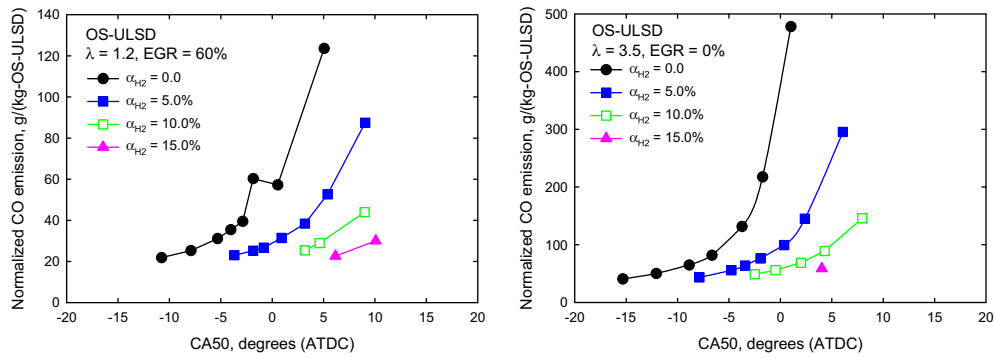 Normalized CO emission, g/(kg-OS-ULSD)
140
120
100
80
60
40
20
0
OS-ULSD
λ = 1.2, EGR = 60%
α_H2 = 0.0
α_H2 = 5.0%
α_H2 = 10.0%
α_H2 = 15.0%
-20 -15 -10 -5 0 5 10 15 20
CA50, degrees (ATDC)
Normalized CO emission, g/(kg-OS-ULSD)
500
400
300
200
100
0
OS-ULSD
λ = 3.5, EGR = 0%
α_H2 = 0.0
α_H2 = 5.0%
α_H2 = 10.0%
α_H2 = 15.0%
-20 -15 -10 -5 0 5 10 15 20
CA50, degrees (ATDC)